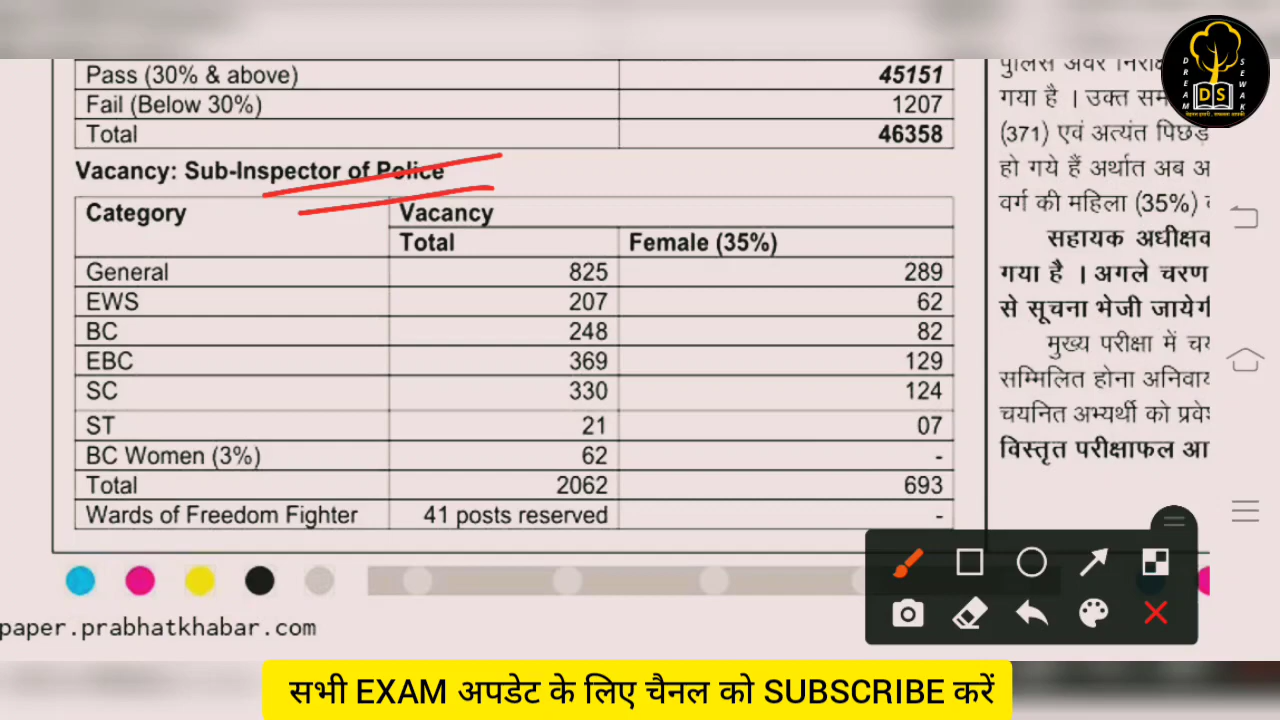 Pass (30% & above) 45151
Fail (Below 30%) 1207
Total 46358
Vacancy: Sub-Inspector of Police
Category Vacancy
Total Female (35%)
General 825 289
EWS 207 62
BC 248 82
EBC 369 129
SC 330 124
ST 21 07
BC Women (3%) 62 -
Total 2062 693
Wards of Freedom Fighter 41 posts reserved -
पुलिस अवर
गया है । उक्त
(371) एवं अत्यंत
हो गये हैं अर्थात अब
वर्ग की महिला (35%)
सहायक
गया है । अगले चरण
से सूचना भेजी
मुख्य परीक्षा में
सम्मिलित होना
चयनित अभ्यर्थी को
विस्तृत परीक्षाफल
paper.prabhatkhabar.com
DREAM
DS
SEWAK
सभी EXAM अपडेट के लिए चैनल को SUBSCRIBE करें